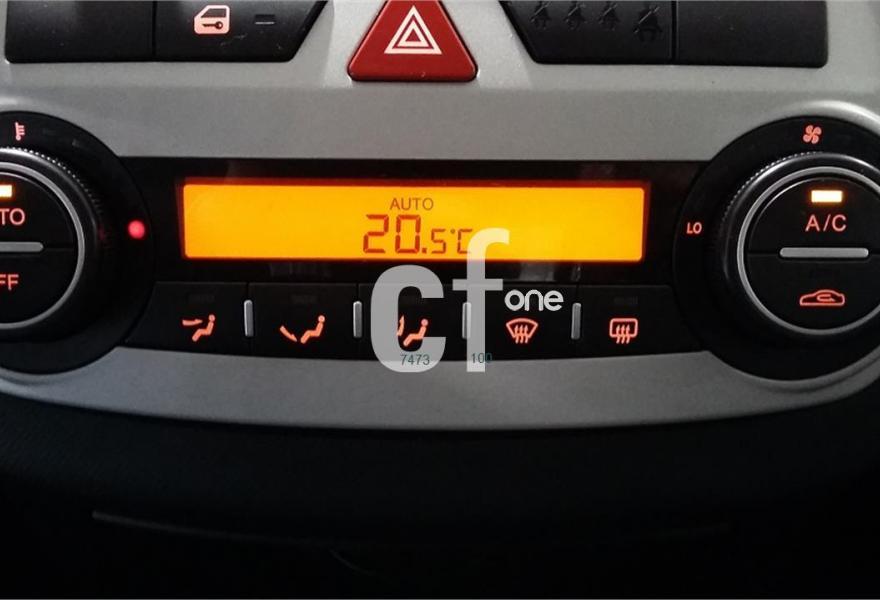 AUTO
20.5°C
TO
FF
LO
A/C
cf one
7473 100